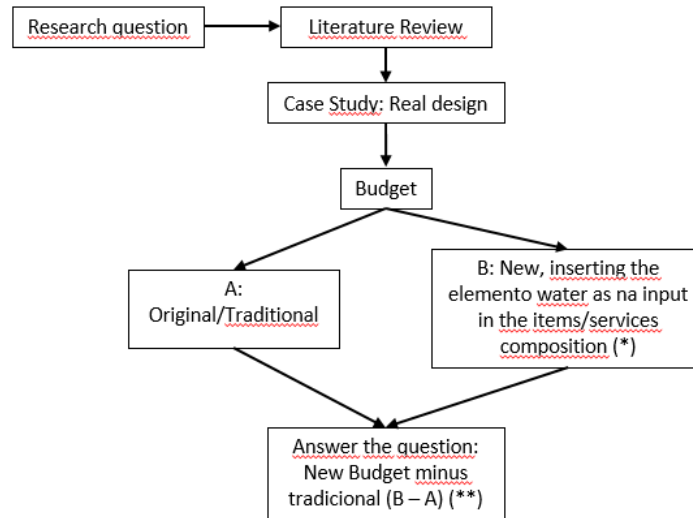 Research question
Literature Review
Case Study: Real design
Budget
A:
Original/Traditional
B: New, inserting the
elemento water as na input
in the items/services
composition (*)
Answer the question:
New Budget minus
tradicional (B – A) (**)